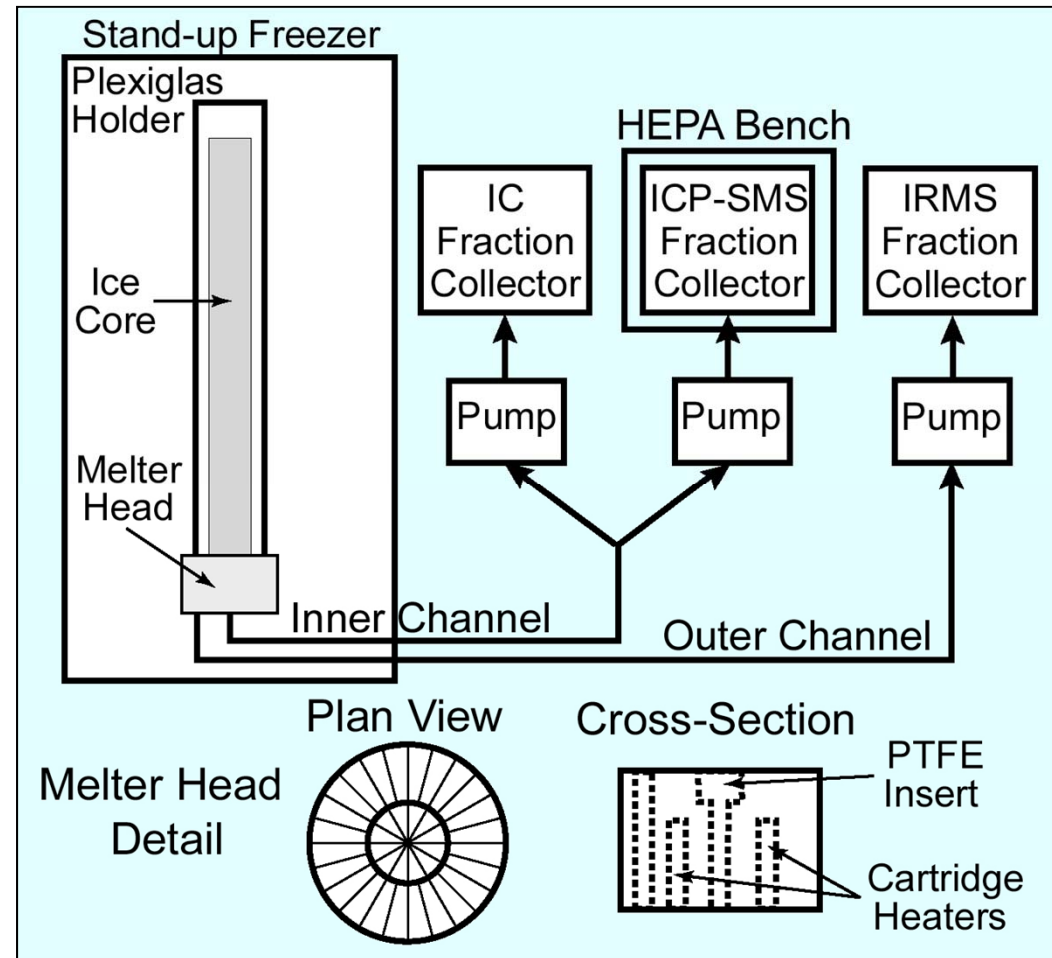 Stand-up Freezer
Plexiglas
Holder
HEPA Bench
IC
Fraction
Collector
ICP-SMS
Fraction
Collector
IRMS
Fraction
Collector
Ice
Core
Pump
Pump
Pump
Melter
Head
Inner Channel
Outer Channel
Plan View
Cross-Section
Melter Head
Detail
PTFE
Insert
Cartridge
Heaters